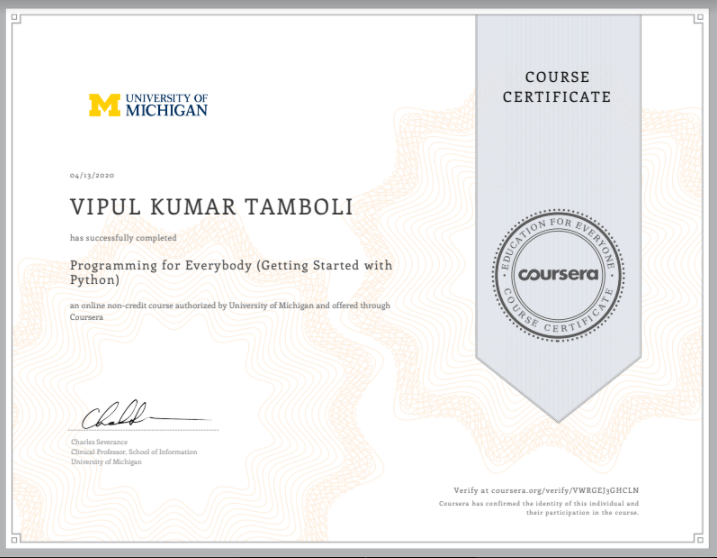 COURSE
CERTIFICATE
UNIVERSITY OF
MICHIGAN
04/13/2020
VIPUL KUMAR TAMBOLI
has successfully completed
Programming for Everybody (Getting Started with
Python)
an online non-credit course authorized by University of Michigan and offered through
Coursera
EDUCATION FOR EVERYONE
coursera
COURSE CERTIFICATE
Charles Severance
Clinical Professor, School of Information
University of Michigan
Verify at coursera.org/verify/VWRGEJ3GHCLN
Coursera has confirmed the identity of this individual and
their participation in the course.